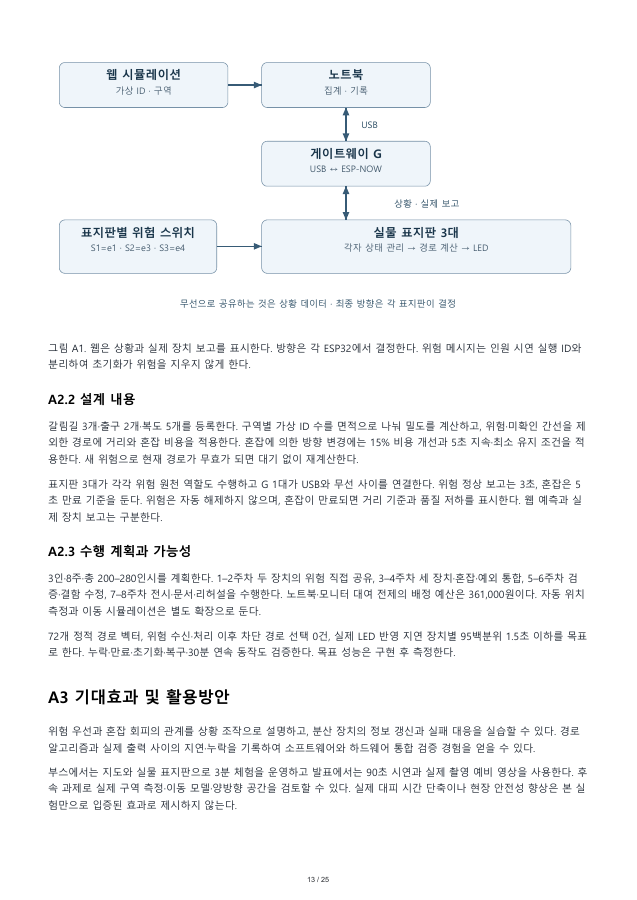 웹 시뮬레이션
가상 ID · 구역
노트북
집계 · 기록
USB
게이트웨이 G
USB ↔ ESP-NOW
상황 · 실제 보고
표지판별 위험 스위치
S1=e1 · S2=e3 · S3=e4
실물 표지판 3대
각자 상태 관리 → 경로 계산 → LED
무선으로 공유하는 것은 상황 데이터 · 최종 방향은 각 표지판이 결정
그림 A1. 웹은 상황과 실제 장치 보고를 표시한다. 방향은 각 ESP32에서 결정한다. 위험 메시지는 인원 시연 실행 ID와
분리하여 초기화가 위험을 지우지 않게 한다.
A2.2 설계 내용
갈림길 3개·출구 2개·복도 5개를 등록한다. 구역별 가상 ID 수를 면적으로 나눠 밀도를 계산하고, 위험·미확인 간선을 제
외한 경로에 거리와 혼잡 비용을 적용한다. 혼잡에 의한 방향 변경에는 15% 비용 개선과 5초 지속·최소 유지 조건을 적
용한다. 새 위험으로 현재 경로가 무효가 되면 대기 없이 재계산한다.
표지판 3대가 각각 위험 원천 역할도 수행하고 G 1대가 USB와 무선 사이를 연결한다. 위험 정상 보고는 3초, 혼잡은 5
초 만료 기준을 둔다. 위험은 자동 해제하지 않으며, 혼잡이 만료되면 거리 기준과 품질 저하를 표시한다. 웹 예측과 실
제 장치 보고는 구분한다.
A2.3 수행 계획과 가능성
3인·8주·총 200–280인시를 계획한다. 1–2주차 두 장치의 위험 직접 공유, 3–4주차 세 장치·혼잡·예외 통합, 5–6주차 검
증·결함 수정, 7–8주차 전시·문서·리허설을 수행한다. 노트북·모니터 대여 전제의 배정 예산은 361,000원이다. 자동 위치
측정과 이동 시뮬레이션은 별도 확장으로 둔다.
72개 정적 경로 벡터, 위험 수신·처리 이후 차단 경로 선택 0건, 실제 LED 반영 지연 장치별 95백분위 1.5초 이하를 목표
로 한다. 누락·만료·초기화·복구·30분 연속 동작도 검증한다. 목표 성능은 구현 후 측정한다.
A3 기대효과 및 활용방안
위험 우선과 혼잡 회피의 관계를 상황 조작으로 설명하고, 분산 장치의 정보 갱신과 실패 대응을 실습할 수 있다. 경로
알고리즘과 실제 출력 사이의 지연·누락을 기록하여 소프트웨어와 하드웨어 통합 검증 경험을 얻을 수 있다.
부스에서는 지도와 실물 표지판으로 3분 체험을 운영하고 발표에서는 90초 시연과 실제 촬영 예비 영상을 사용한다. 후
속 과제로 실제 구역 측정·이동 모델·양방향 공간을 검토할 수 있다. 실제 대피 시간 단축이나 현장 안전성 향상은 본 실
험만으로 입증된 효과로 제시하지 않는다.
13 / 25